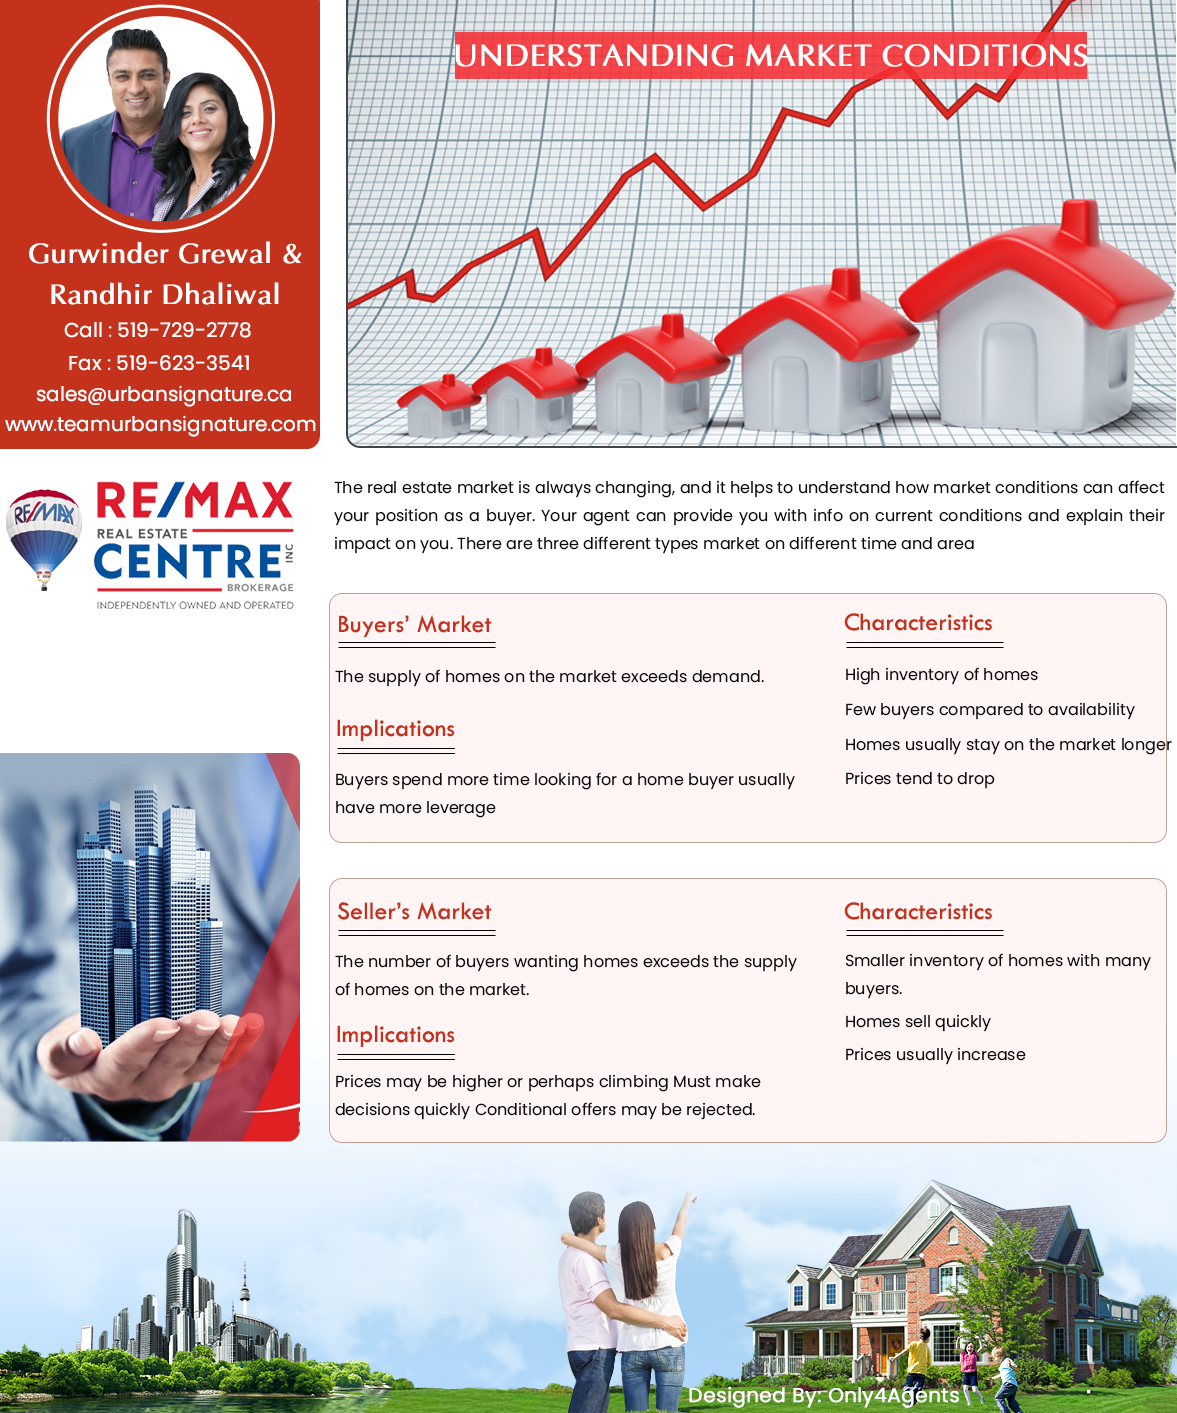 Gurwinder Grewal &
Randhir Dhaliwal
Call : 519-729-2778
Fax : 519-623-3541
sales@urbansignature.ca
www.teamurbansignature.com
UNDERSTANDING MARKET CONDITIONS
RE/MAX
RE/MAX
REAL ESTATE
CENTRE INC
BROKERAGE
INDEPENDENTLY OWNED AND OPERATED
The real estate market is always changing, and it helps to understand how market conditions can affect
your position as a buyer. Your agent can provide you with info on current conditions and explain their
impact on you. There are three different types market on different time and area
Buyers' Market
The supply of homes on the market exceeds demand.
Implications
Buyers spend more time looking for a home buyer usually
have more leverage
Characteristics
High inventory of homes
Few buyers compared to availability
Homes usually stay on the market longer
Prices tend to drop
Seller's Market
The number of buyers wanting homes exceeds the supply
of homes on the market.
Implications
Prices may be higher or perhaps climbing Must make
decisions quickly Conditional offers may be rejected.
Characteristics
Smaller inventory of homes with many
buyers.
Homes sell quickly
Prices usually increase
Designed By: Only4Agents